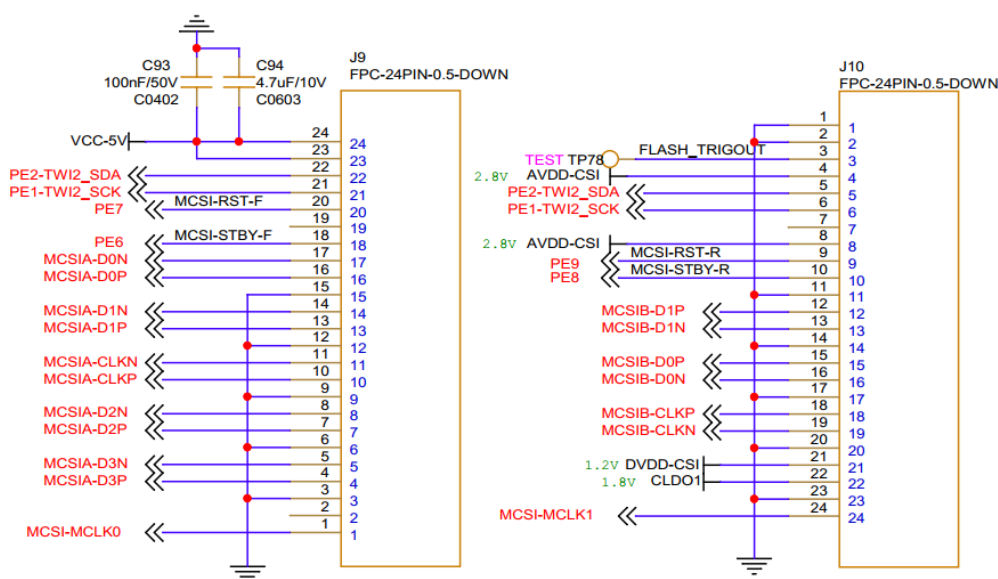 C93
100nF/50V
C0402
C94
4.7uF/10V
C0603
J9
FPC-24PIN-0.5-DOWN
VCC-5V
24 24
23 23
PE2-TWI2_SDA 22 22
PE1-TWI2_SCK 21 21
PE7 MCSI-RST-F 20 20
19 19
PE6 MCSI-STBY-F 18 18
MCSIA-D0N 17 17
MCSIA-D0P 16 16
15 15
MCSIA-D1N 14 14
MCSIA-D1P 13 13
12 12
MCSIA-CLKN 11 11
MCSIA-CLKP 10 10
9 9
MCSIA-D2N 8 8
MCSIA-D2P 7 7
6 6
MCSIA-D3N 5 5
MCSIA-D3P 4 4
3 3
2 2
MCSI-MCLK0 1 1
J10
FPC-24PIN-0.5-DOWN
1 1
2 2
TEST TP78 FLASH_TRIGOUT 3 3
2.8V AVDD-CSI 4 4
PE2-TWI2_SDA 5 5
PE1-TWI2_SCK 6 6
7 7
2.8V AVDD-CSI 8 8
PE9 MCSI-RST-R 9 9
PE8 MCSI-STBY-R 10 10
11 11
MCSIB-D1P 12 12
MCSIB-D1N 13 13
14 14
MCSIB-D0P 15 15
MCSIB-D0N 16 16
17 17
MCSIB-CLKP 18 18
MCSIB-CLKN 19 19
20 20
1.2V DVDD-CSI 21 21
1.8V CLDO1 22 22
23 23
MCSI-MCLK1 24 24